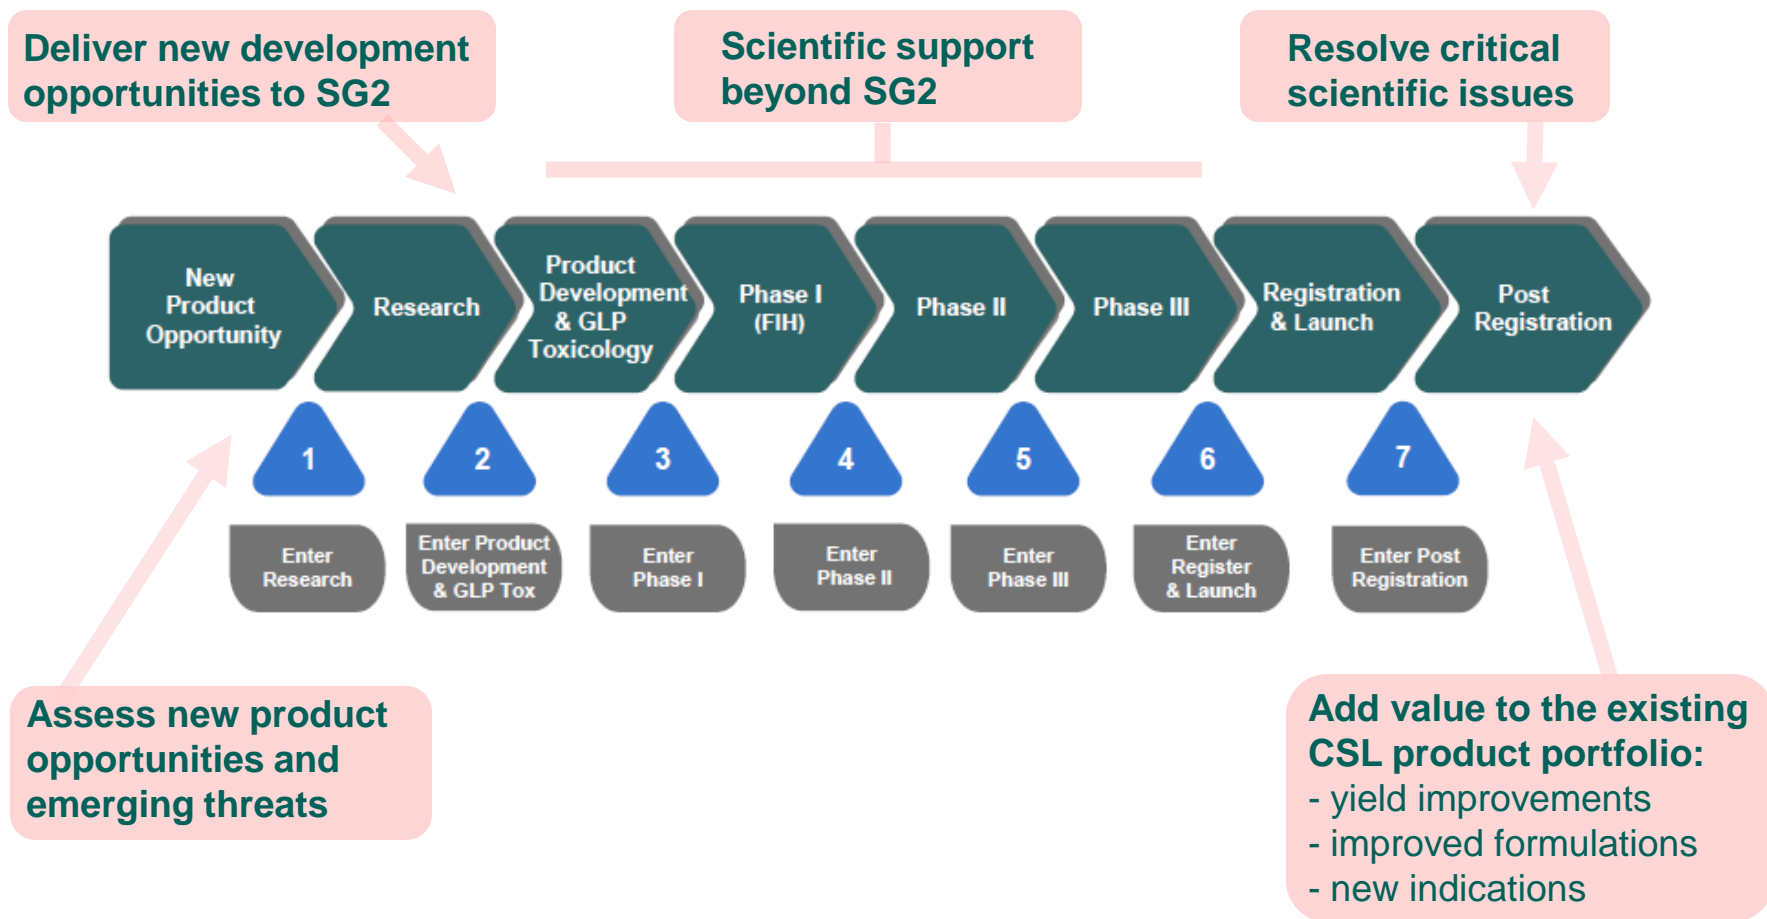 Deliver new development
opportunities to SG2
Scientific support
beyond SG2
Resolve critical
scientific issues
New
Product
Opportunity
Research
Product
Development
& GLP
Toxicology
Phase I
(FIH)
Phase II
Phase III
Registration
& Launch
Post
Registration
1
2
3
4
5
6
7
Enter
Research
Enter Product
Development
& GLP Tox
Enter
Phase I
Enter
Phase II
Enter
Phase III
Enter
Register
& Launch
Enter Post
Registration
Assess new product
opportunities and
emerging threats
Add value to the existing
CSL product portfolio:
- yield improvements
- improved formulations
- new indications